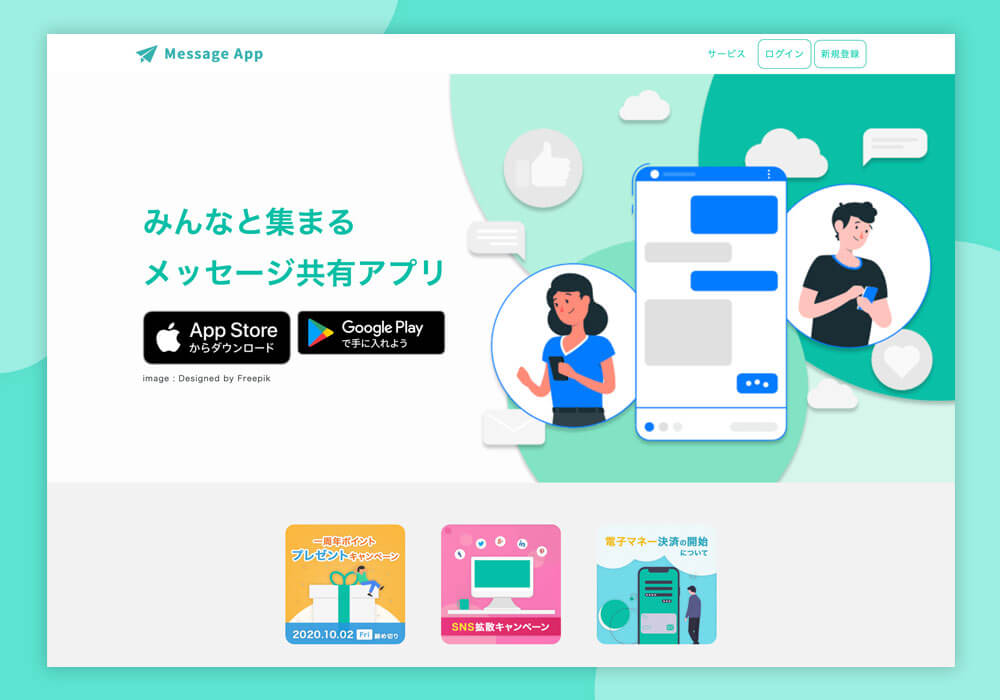 Message App
サービス
ログイン
新規登録
みんなと集まる
メッセージ共有アプリ
App Store
からダウンロード
Google Play
で手に入れよう
image : Designed by Freepik
一周年ポイント
プレゼントキャンペーン
2020.10.02 Fri 締め切り
SNS拡散キャンペーン
電子マネー決済の開始
について